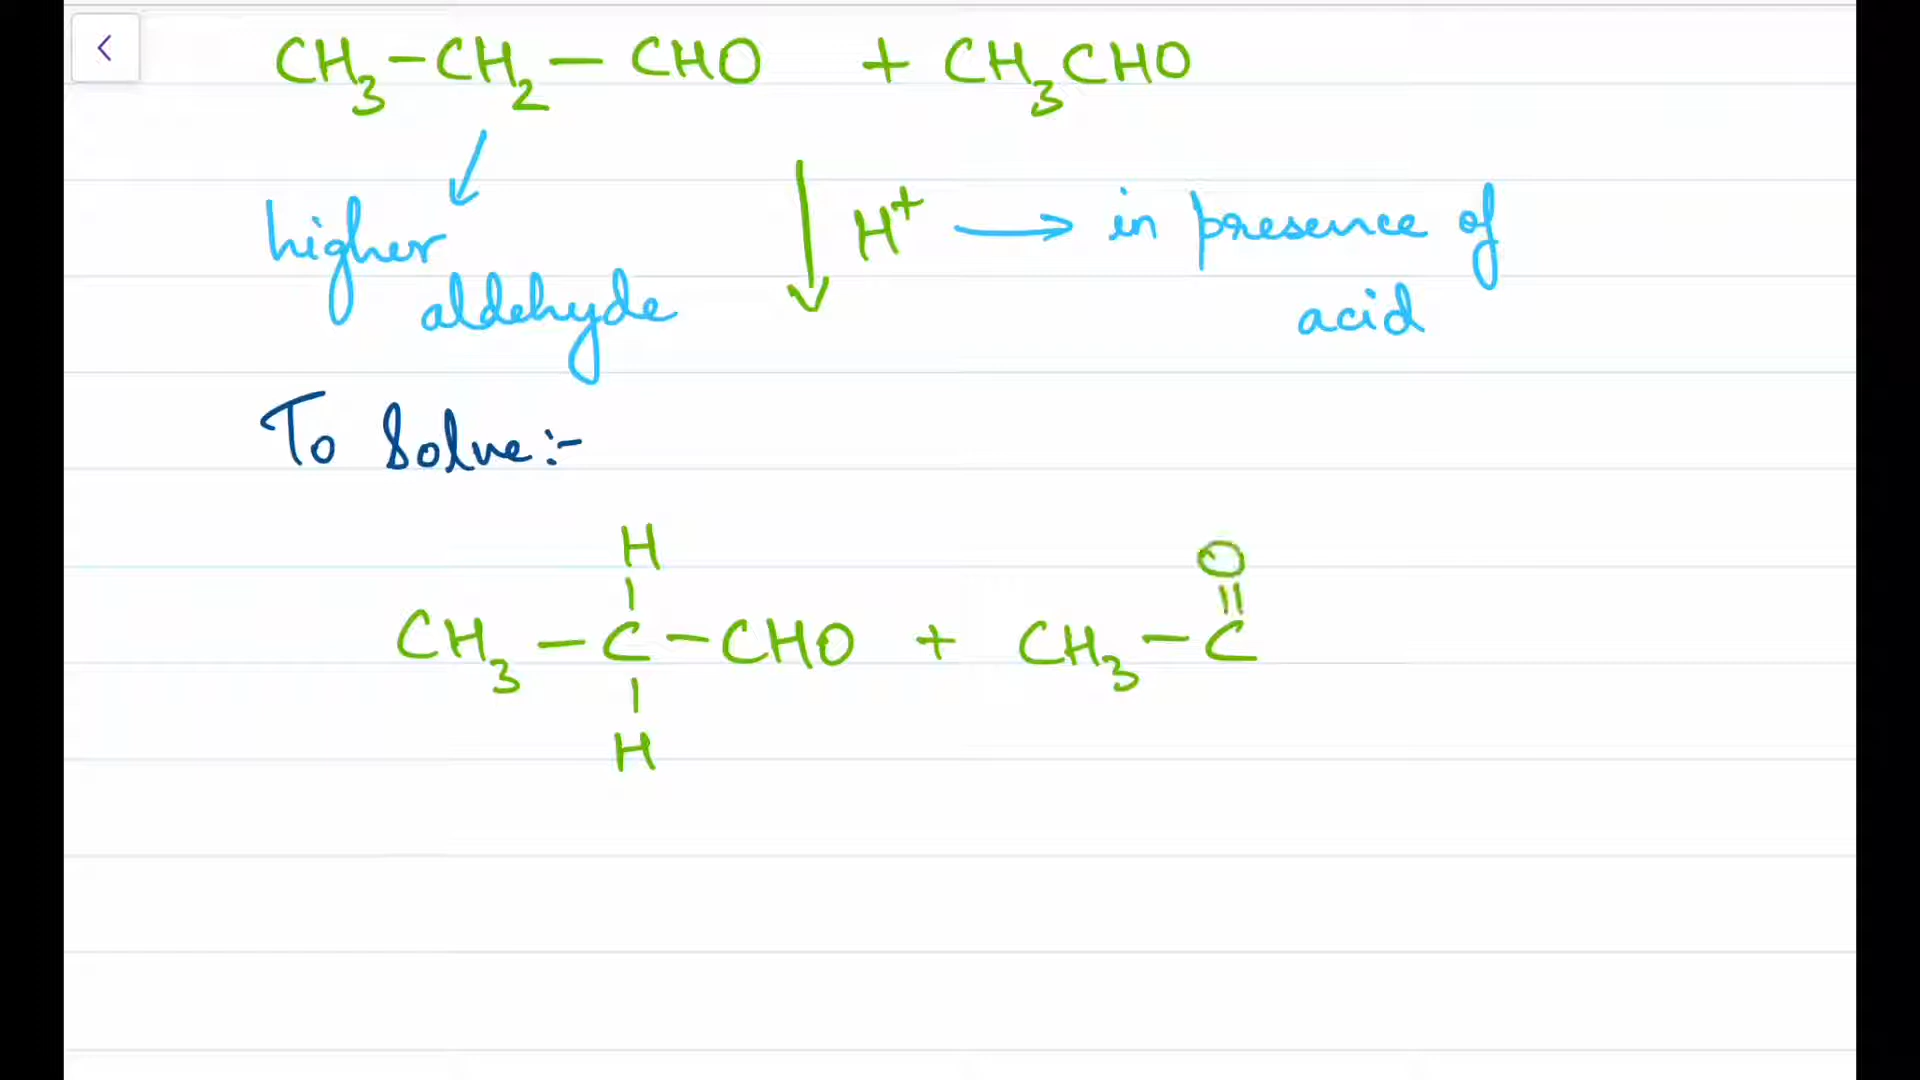 CH₃-CH₂-CHO + CH₃CHO
H⁺ → in presence of
higher
aldehyde
acid
To Solve:-
H
O
||
CH₃-C-CHO + CH₃-C
H